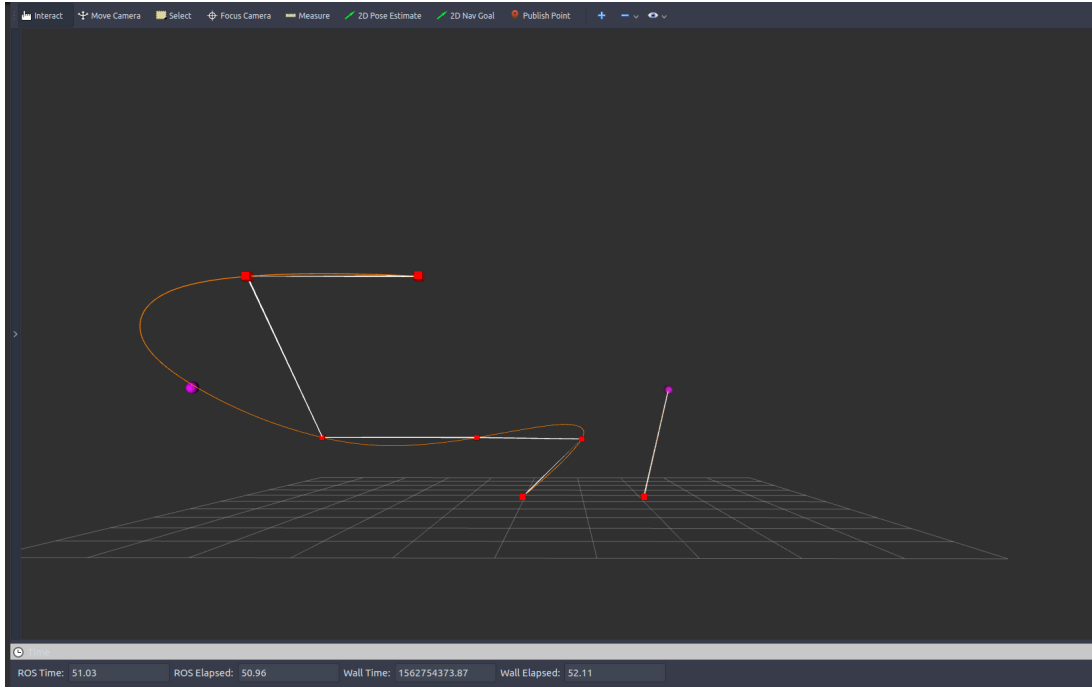 Interact Move Camera Select Focus Camera Measure 2D Pose Estimate 2D Nav Goal Publish Point
Time
ROS Time: 51.03 ROS Elapsed: 50.96 Wall Time: 1562754373.87 Wall Elapsed: 52.11